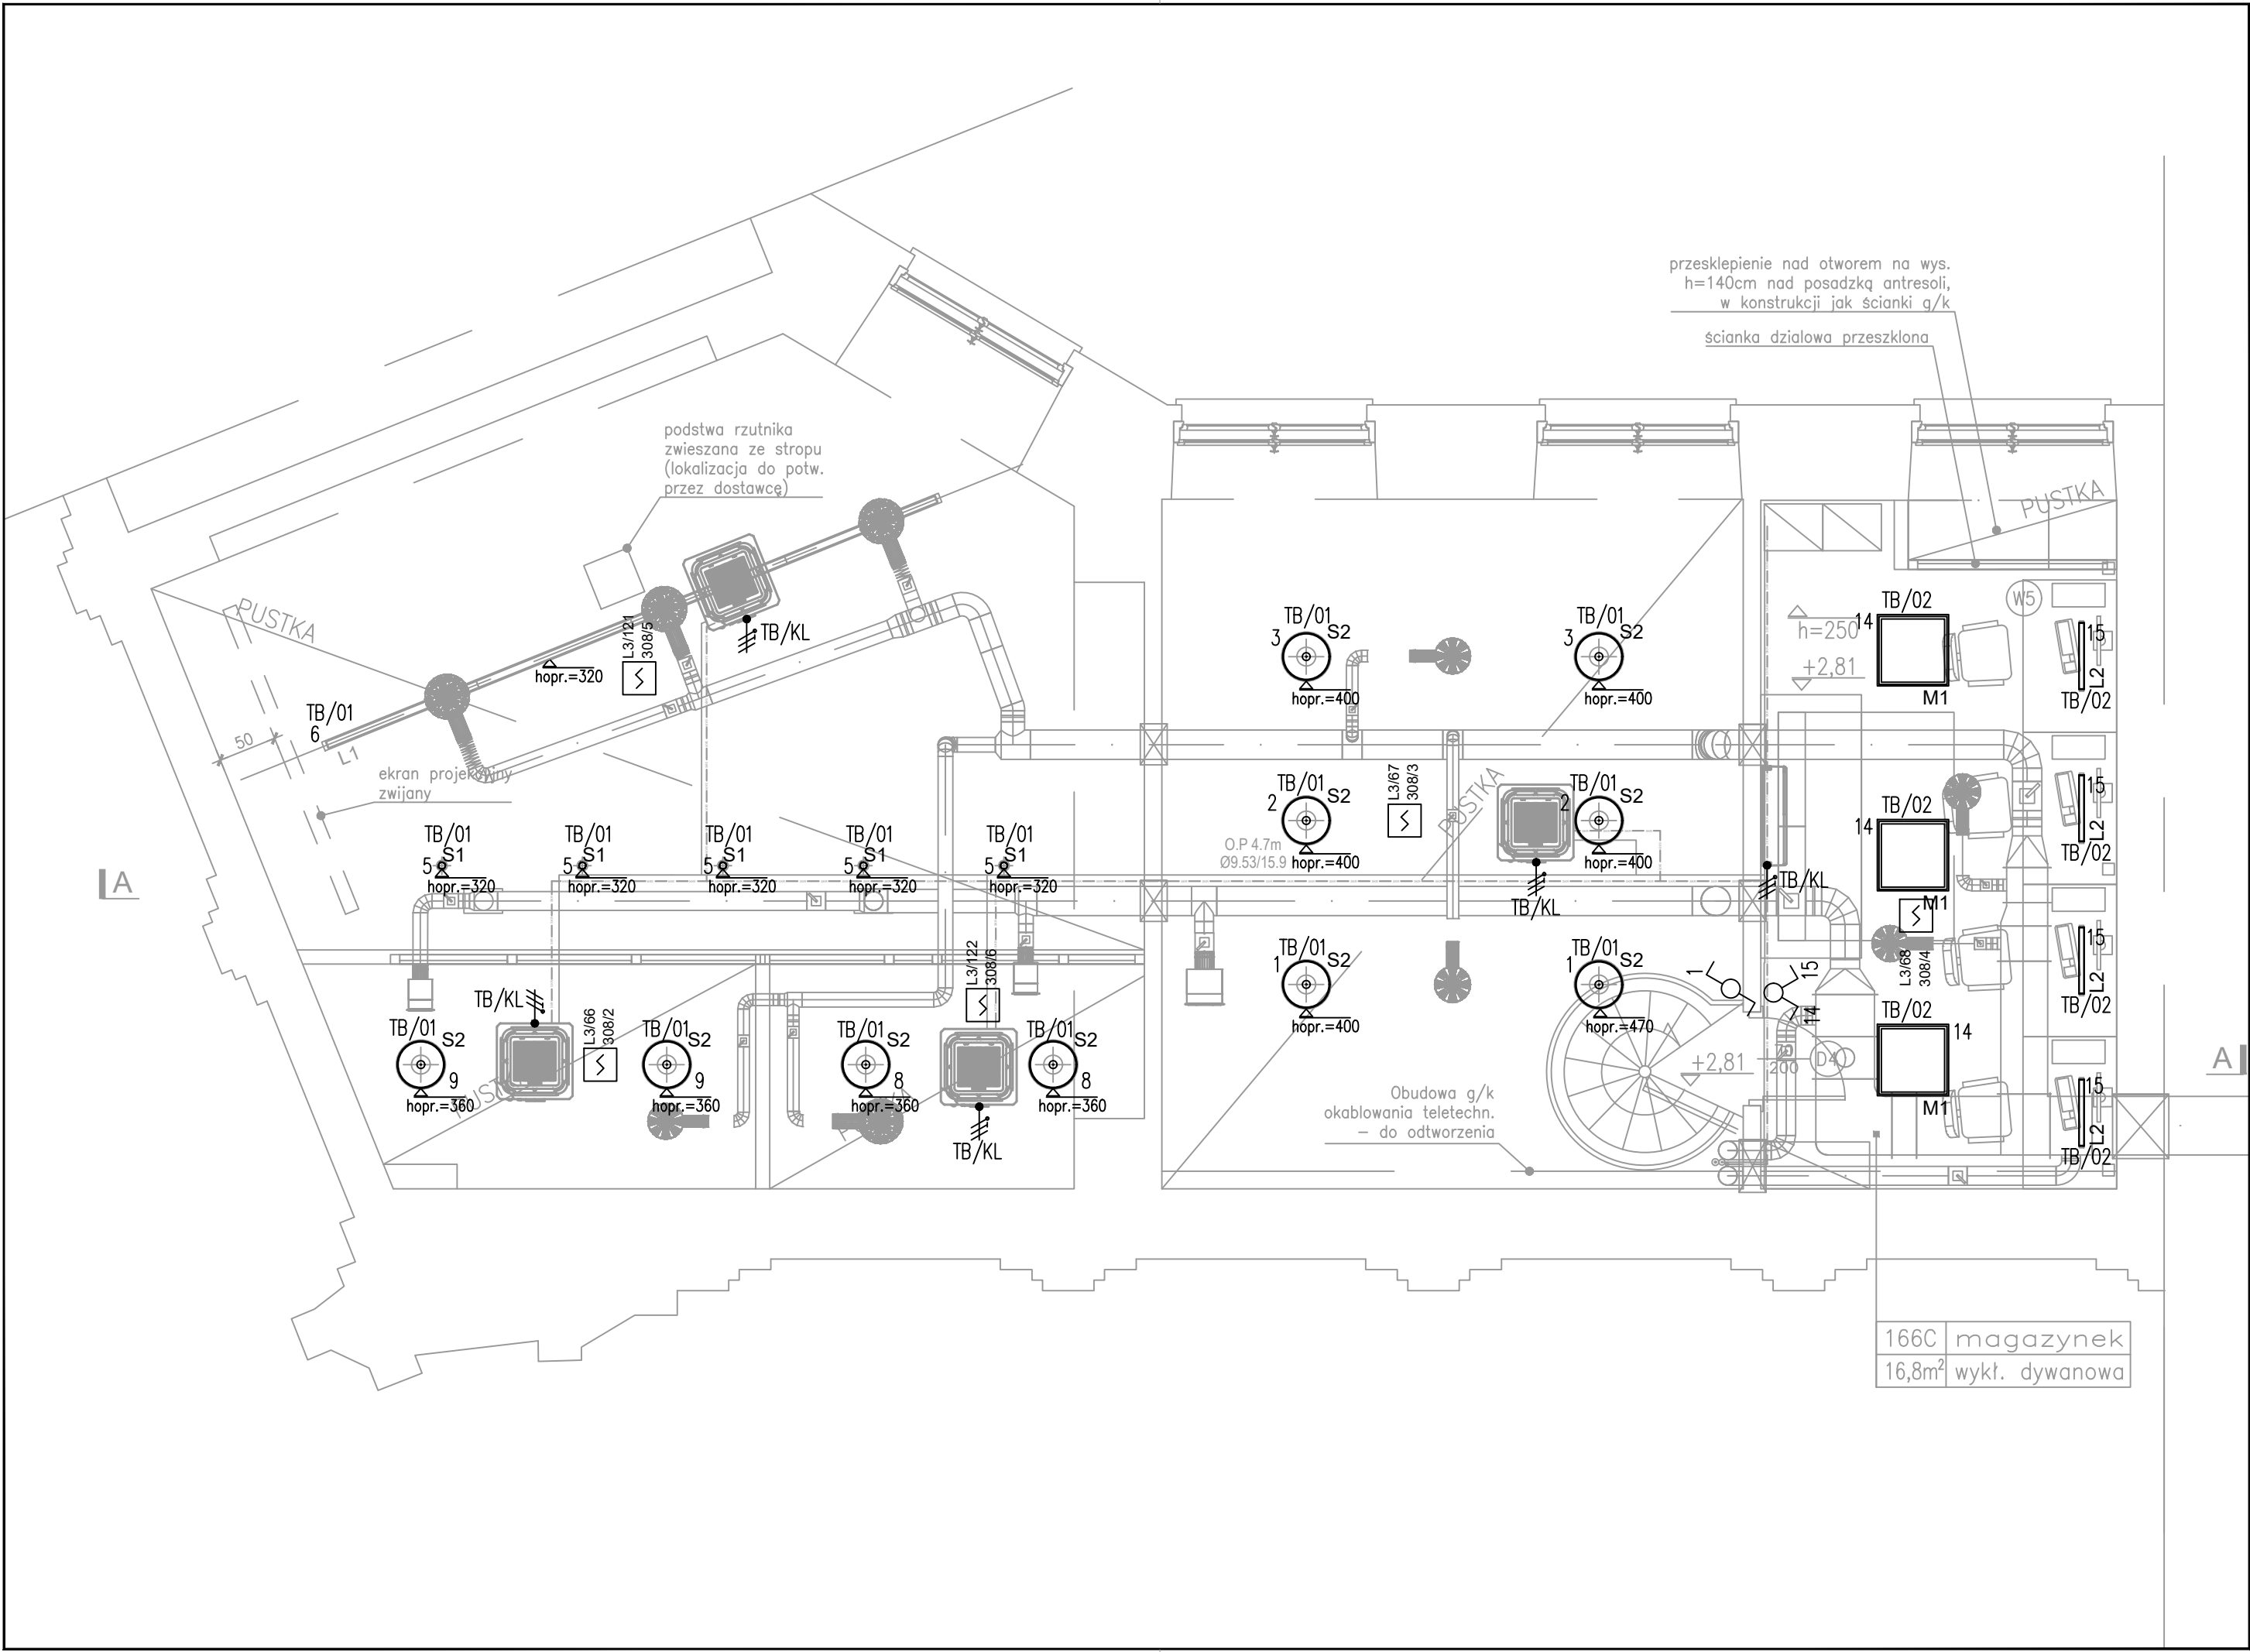 przesklepienie nad otworem na wys.
h=140cm nad posadzką antresoli,
w konstrukcji jak ścianki g/k
ścianka dzialowa przeszklona
podstwa rzutnika
zwieszana ze stropu
(lokalizacja do potw.
przez dostawcę)
PUSTKA
PUSTKA
TB/KL
L3/121
308/5
hopr.=320
TB/01
6
L1
50
ekran projekcyjny
zwijany
TB/01
3
S2
hopr.=400
TB/01
3
S2
hopr.=400
h=250
+2,81
TB/02
14
M1
W5
15
L2
TB/02
TB/01
2
S2
hopr.=400
L3/67
308/3
PUSTKA
TB/01
2
S2
hopr.=400
O.P 4.7m
Ø9.53/15.9
TB/KL
TB/02
14
M1
15
L2
TB/02
TB/KL
TB/01
5
S1
hopr.=320
TB/01
5
S1
hopr.=320
TB/01
5
S1
hopr.=320
TB/01
5
S1
hopr.=320
TB/01
5
S1
hopr.=320
A
L3/68
308/4
15
L2
TB/02
TB/01
1
S2
hopr.=400
TB/01
1
S2
hopr.=470
1
15
14
TB/KL
L3/66
308/2
L3/122
308/6
TB/01
S2
9
hopr.=360
TB/01
S2
9
hopr.=360
TB/01
S2
8
hopr.=360
TB/01
S2
8
hopr.=360
TB/KL
+2,81
70
200
D4
TB/02
14
M1
15
L2
TB/02
A
Obudowa g/k
okablowania teletechn.
– do odtworzenia
166C magazynek
16,8m² wykł. dywanowa